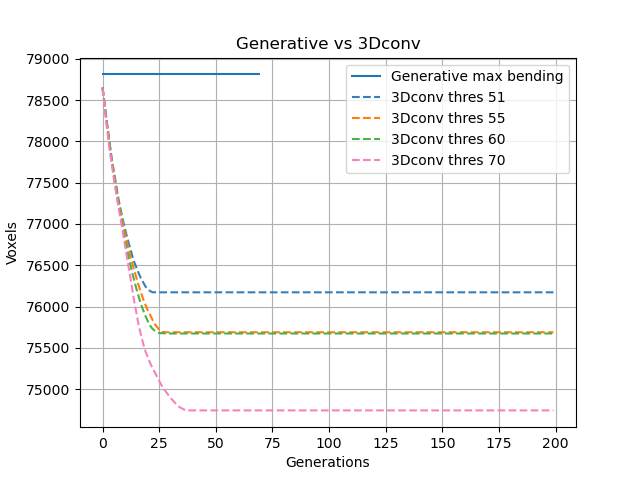 Generative vs 3Dconv
79000
78500
78000
77500
77000
76500
76000
75500
75000
Voxels
Generative max bending
3Dconv thres 51
3Dconv thres 55
3Dconv thres 60
3Dconv thres 70
0 25 50 75 100 125 150 175 200
Generations